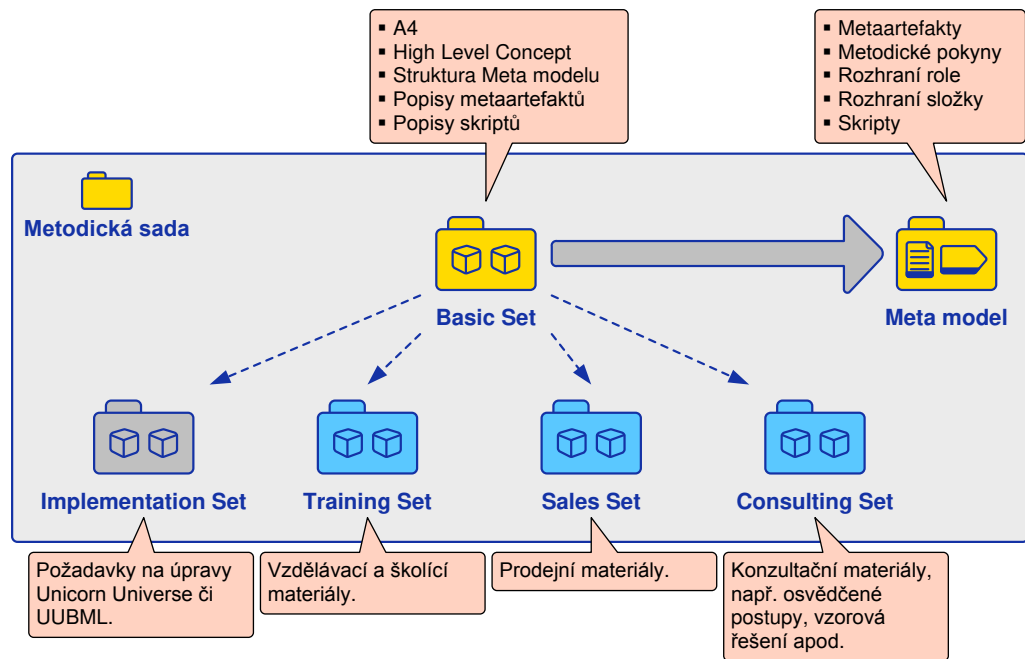 ▪ A4
▪ High Level Concept
▪ Struktura Meta modelu
▪ Popisy metaartefaktů
▪ Popisy skriptů
▪ Metaartefakty
▪ Metodické pokyny
▪ Rozhraní role
▪ Rozhraní složky
▪ Skripty
Metodická sada
Basic Set
Meta model
Implementation Set
Training Set
Sales Set
Consulting Set
Požadavky na úpravy
Unicorn Universe či
UUBML.
Vzdělávací a školící
materiály.
Prodejní materiály.
Konzultační materiály,
např. osvědčené
postupy, vzorová
řešení apod.